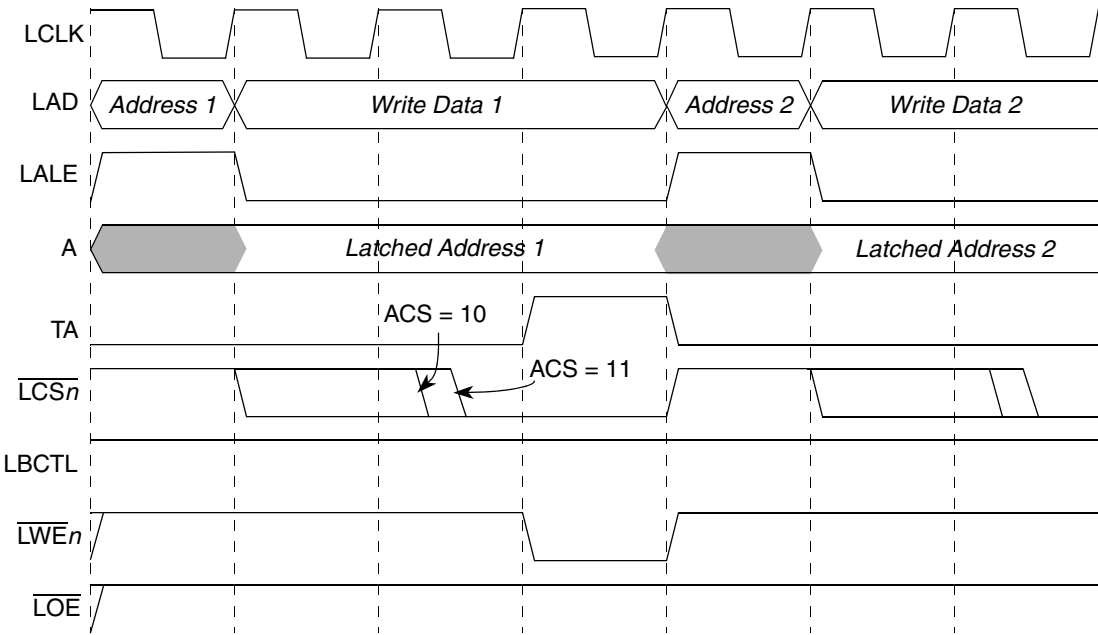 LCLK
LAD Address 1 Write Data 1 Address 2 Write Data 2
LALE
A Latched Address 1 Latched Address 2
TA ACS = 10
LCSn ACS = 11
LBCTL
LWEn
LOE